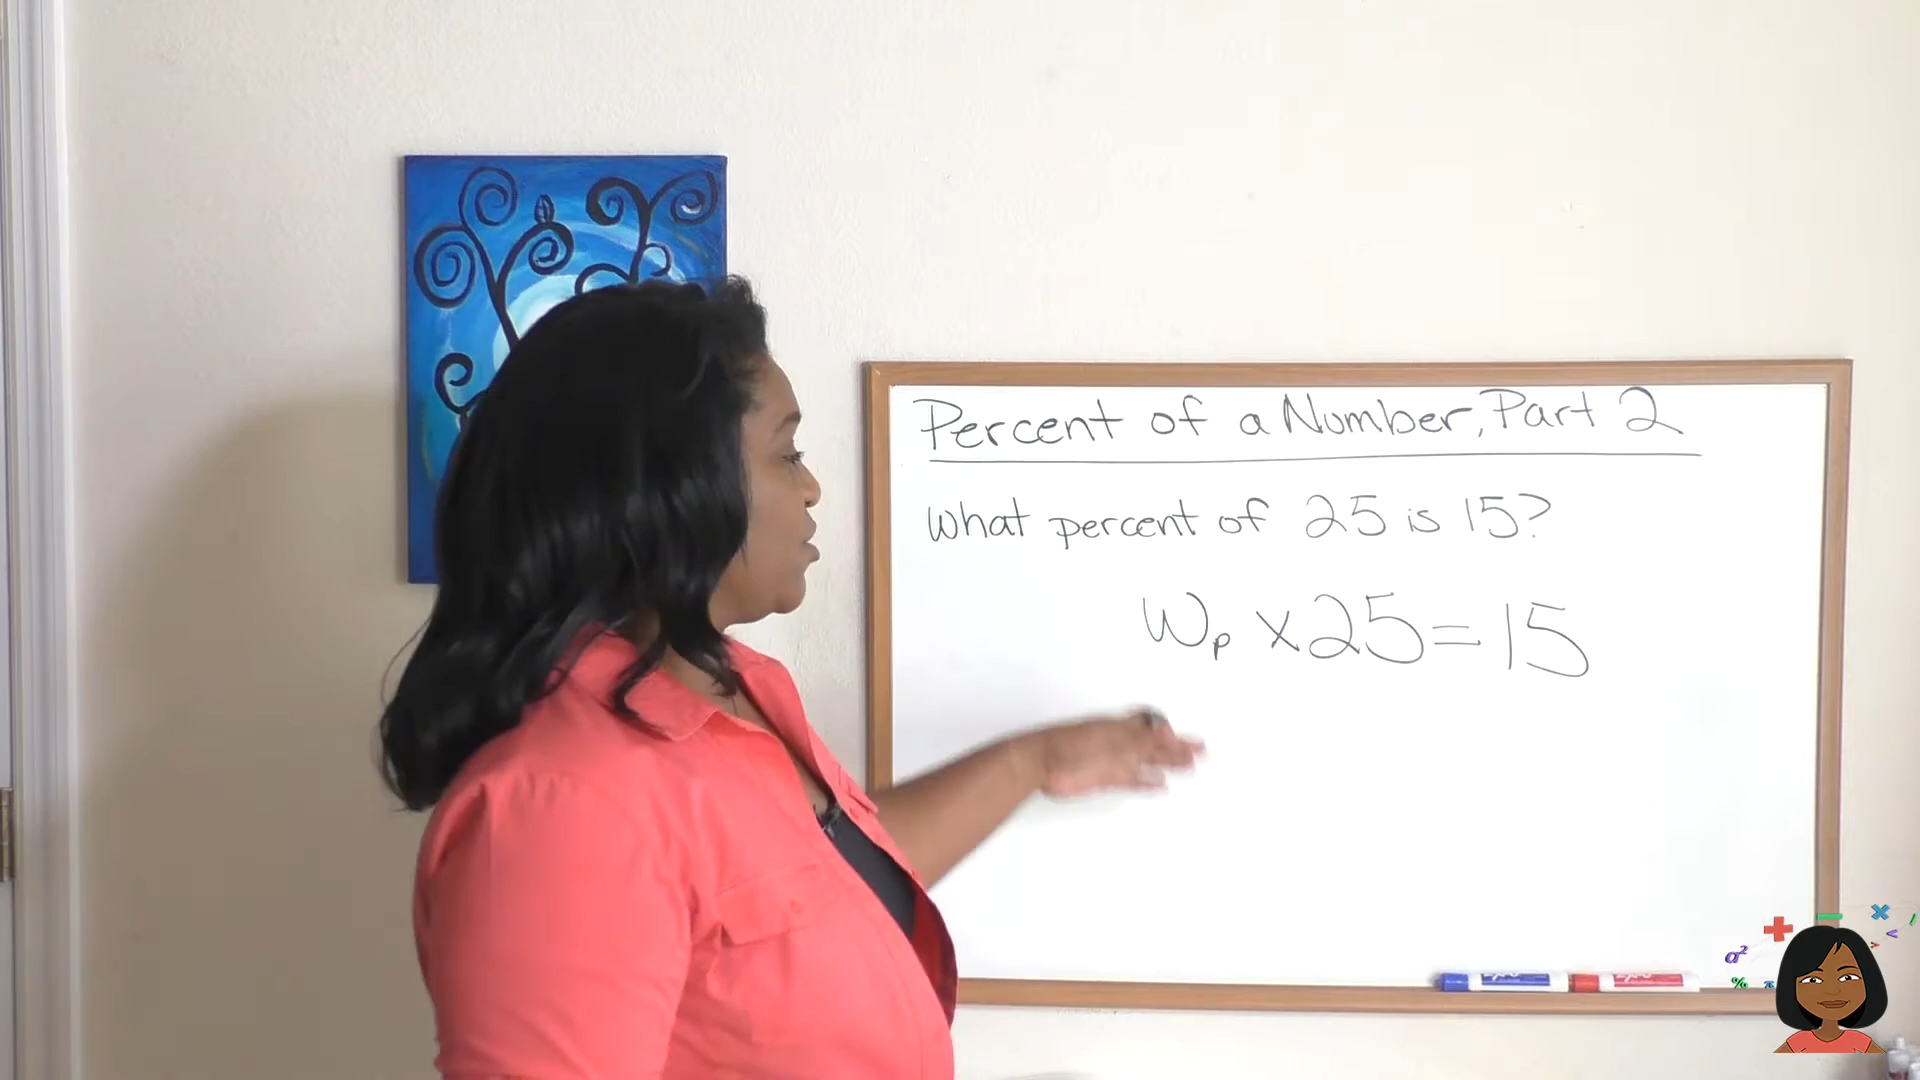 Percent of a Number, Part 2
What percent of 25 is 15?
Wp x 25 = 15